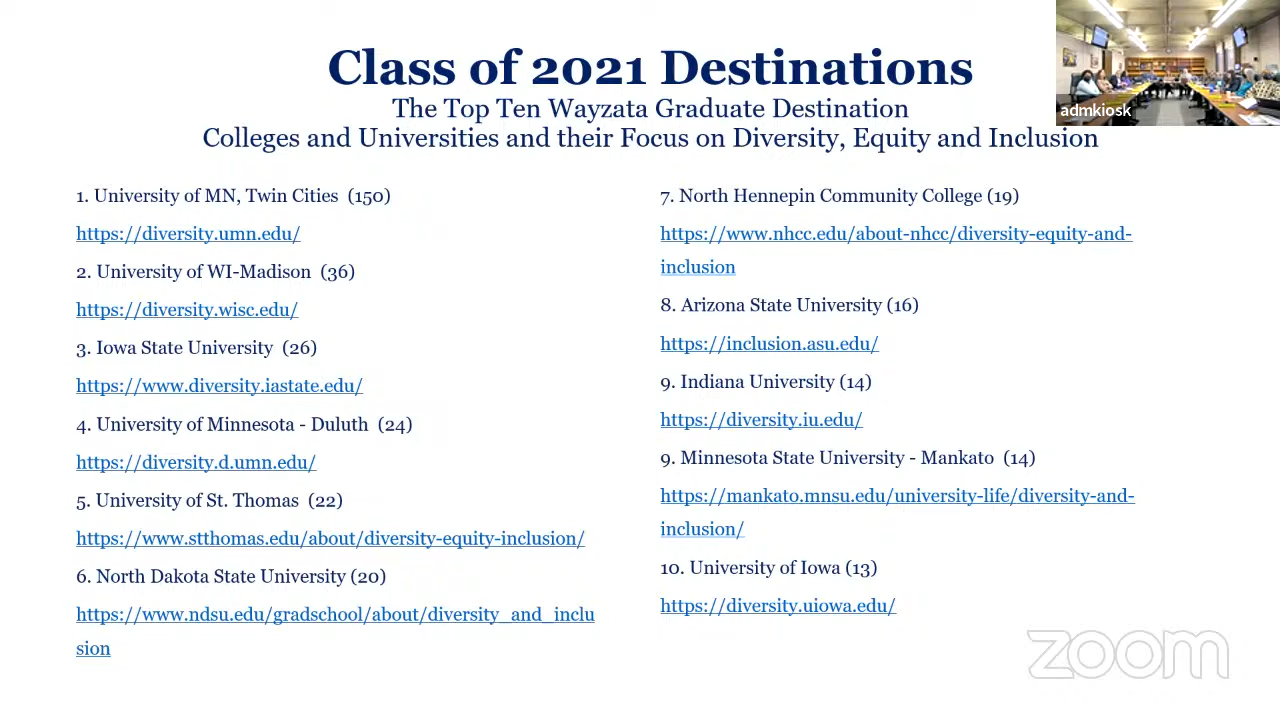 Class of 2021 Destinations
The Top Ten Wayzata Graduate Destination
Colleges and Universities and their Focus on Diversity, Equity and Inclusion
admkiosk
1. University of MN, Twin Cities (150)
https://diversity.umn.edu/
2. University of WI-Madison (36)
https://diversity.wisc.edu/
3. Iowa State University (26)
https://www.diversity.iastate.edu/
4. University of Minnesota - Duluth (24)
https://diversity.d.umn.edu/
5. University of St. Thomas (22)
https://www.stthomas.edu/about/diversity-equity-inclusion/
6. North Dakota State University (20)
https://www.ndsu.edu/gradschool/about/diversity_and_inclu
sion
7. North Hennepin Community College (19)
https://www.nhcc.edu/about-nhcc/diversity-equity-and-
inclusion
8. Arizona State University (16)
https://inclusion.asu.edu/
9. Indiana University (14)
https://diversity.iu.edu/
9. Minnesota State University - Mankato (14)
https://mankato.mnsu.edu/university-life/diversity-and-
inclusion/
10. University of Iowa (13)
https://diversity.uiowa.edu/
zoom